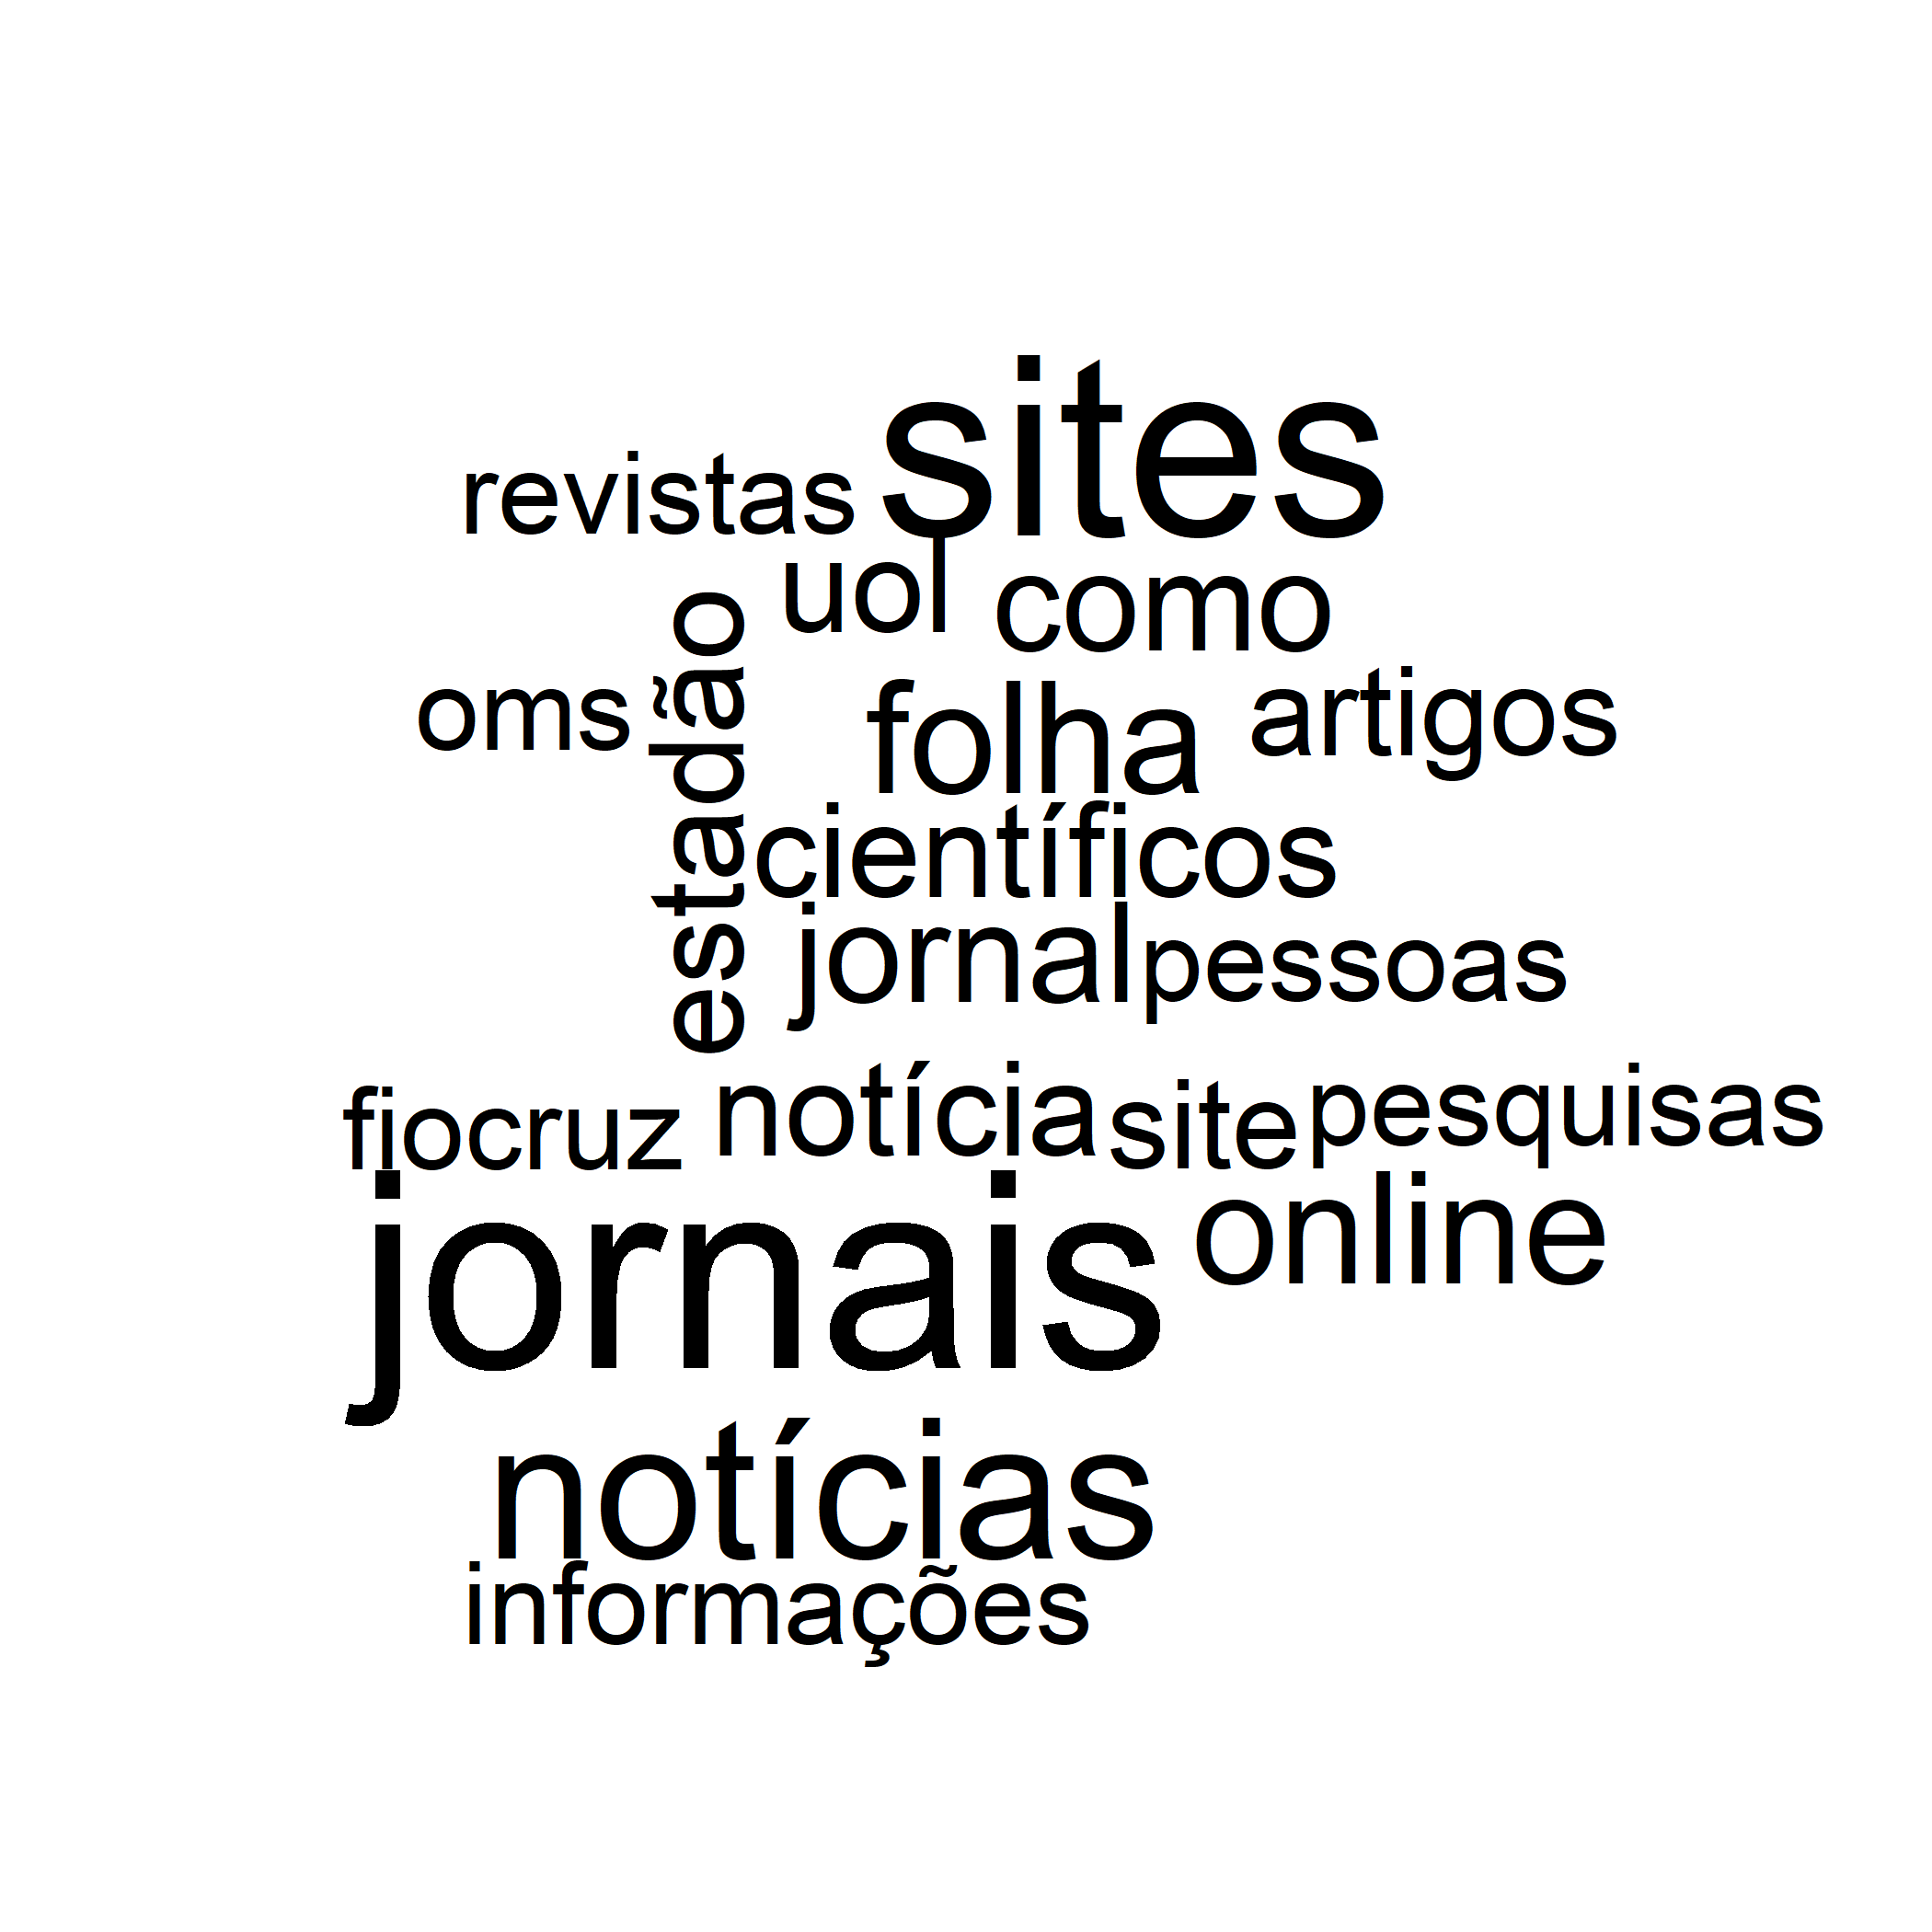 sites
revistas
uol
como
estadão
oms
folha
artigos
científicos
jornal
pessoas
notícia
site
pesquisas
fiocruz
jornais
online
notícias
informações